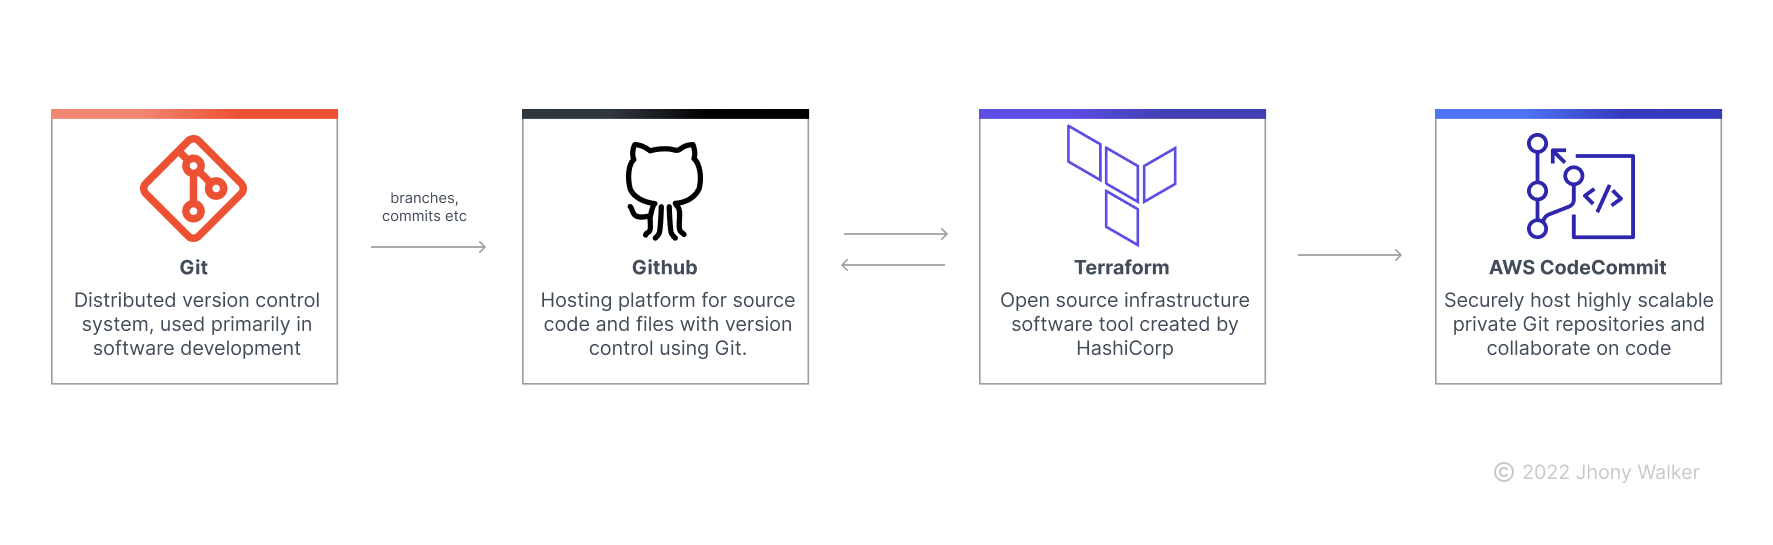 branches,
commits etc
Git
Distributed version control
system, used primarily in
software development
Github
Hosting platform for source
code and files with version
control using Git.
Terraform
Open source infrastructure
software tool created by
HashiCorp
AWS CodeCommit
Securely host highly scalable
private Git repositories and
collaborate on code
© 2022 Jhony Walker